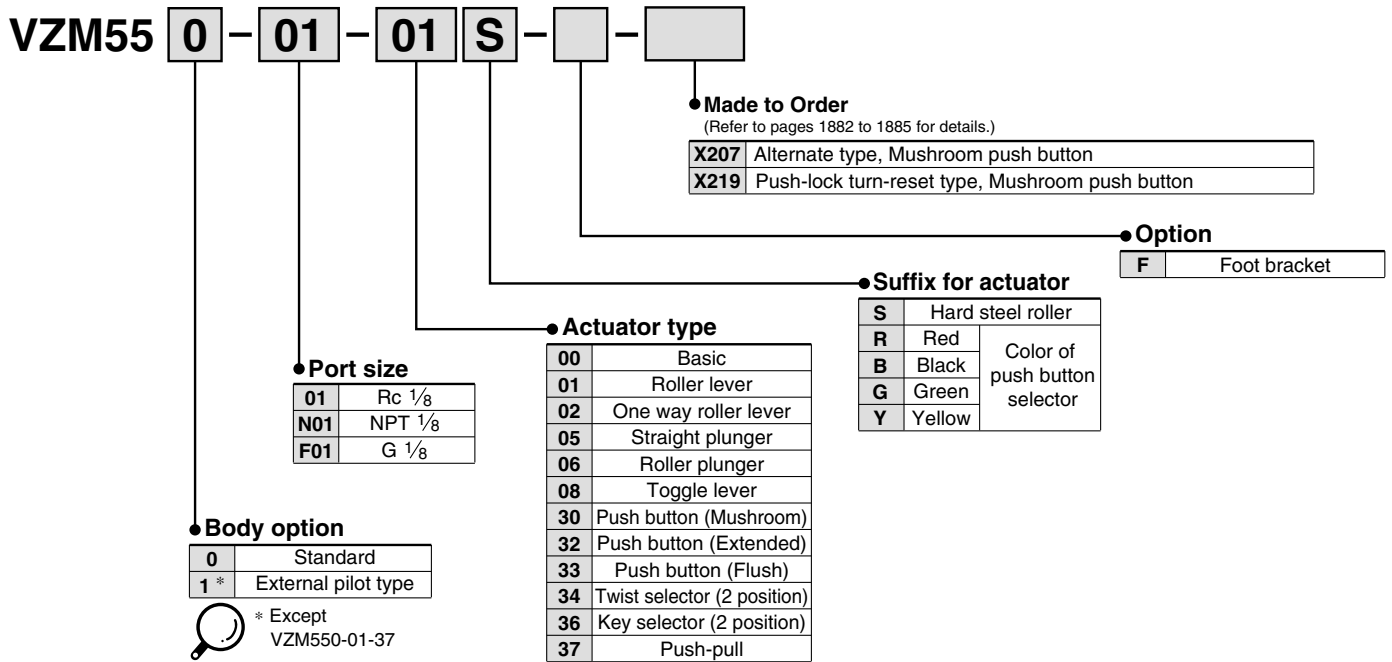 VZM55 0 - 01 - 01 S - -
Made to Order
(Refer to pages 1882 to 1885 for details.)
X207 Alternate type, Mushroom push button
X219 Push-lock turn-reset type, Mushroom push button
Option
F Foot bracket
Suffix for actuator
S Hard steel roller
R Red
B Black
G Green
Y Yellow
Color of
push button
selector
Actuator type
00 Basic
01 Roller lever
02 One way roller lever
05 Straight plunger
06 Roller plunger
08 Toggle lever
30 Push button (Mushroom)
32 Push button (Extended)
33 Push button (Flush)
34 Twist selector (2 position)
36 Key selector (2 position)
37 Push-pull
Port size
01 Rc 1/8
N01 NPT 1/8
F01 G 1/8
Body option
0 Standard
1 * External pilot type
* Except
VZM550-01-37